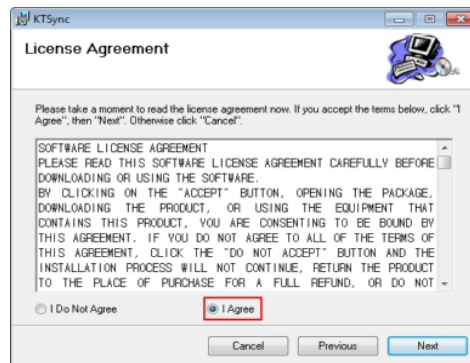 KTSync
License Agreement
Please take a moment to read the license agreement now. If you accept the terms below, click "I
Agree", then "Next". Otherwise click "Cancel".
SOFTWARE LICENSE AGREEMENT
PLEASE READ THIS SOFTWARE LICENSE AGREEMENT CAREFULLY BEFORE
DOWNLOADING OR USING THE SOFTWARE.
BY CLICKING ON THE "ACCEPT" BUTTON, OPENING THE PACKAGE,
DOWNLOADING THE PRODUCT, OR USING THE EQUIPMENT THAT
CONTAINS THIS PRODUCT, YOU ARE CONSENTING TO BE BOUND BY
THIS AGREEMENT. IF YOU DO NOT AGREE TO ALL OF THE TERMS OF
THIS AGREEMENT, CLICK THE "DO NOT ACCEPT" BUTTON AND THE
INSTALLATION PROCESS WILL NOT CONTINUE, RETURN THE PRODUCT
TO THE PLACE OF PURCHASE FOR A FULL REFUND, OR DO NOT
I Do Not Agree I Agree
Cancel Previous Next